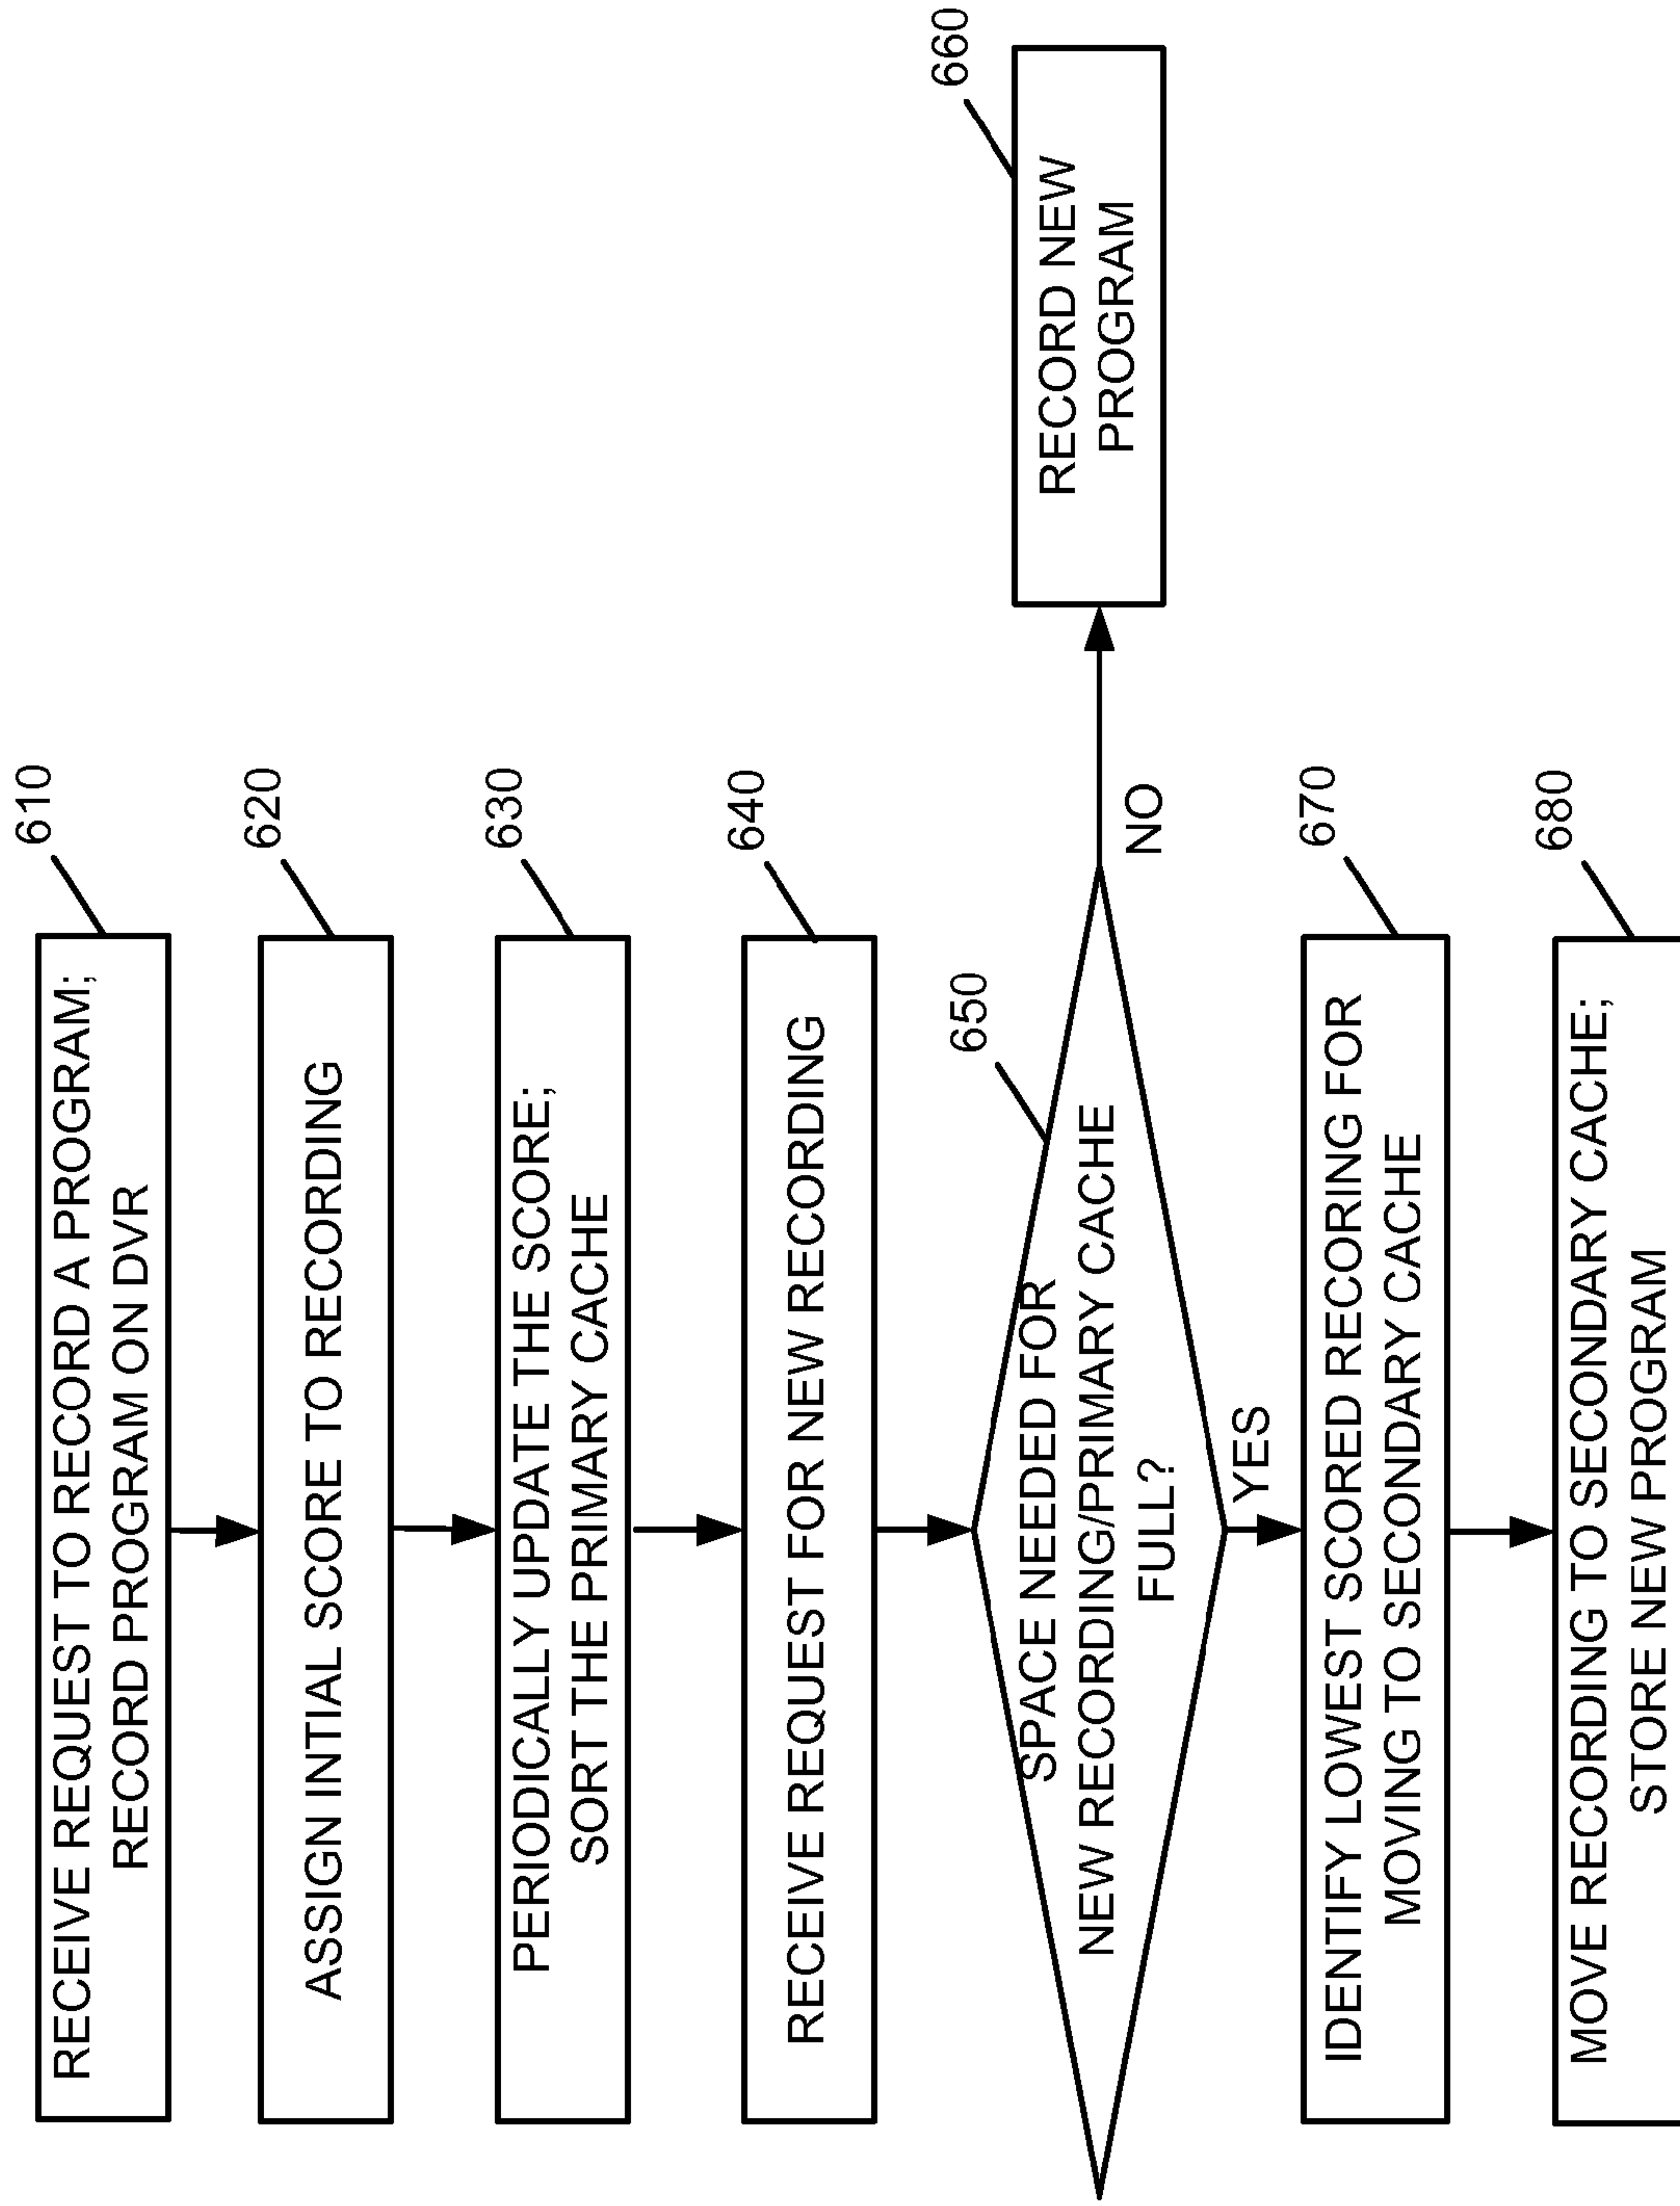 610
RECEIVE REQUEST TO RECORD A PROGRAM;
RECORD PROGRAM ON DVR
620
ASSIGN INTIAL SCORE TO RECORDING
630
PERIODICALLY UPDATE THE SCORE;
SORT THE PRIMARY CACHE
640
RECEIVE REQUEST FOR NEW RECORDING
650
SPACE NEEDED FOR
NEW RECORDING/PRIMARY CACHE
FULL?
NO
660
RECORD NEW
PROGRAM
YES
670
IDENTIFY LOWEST SCORED RECORING FOR
MOVING TO SECONDARY CACHE
680
MOVE RECORDING TO SECONDARY CACHE;
STORE NEW PROGRAM